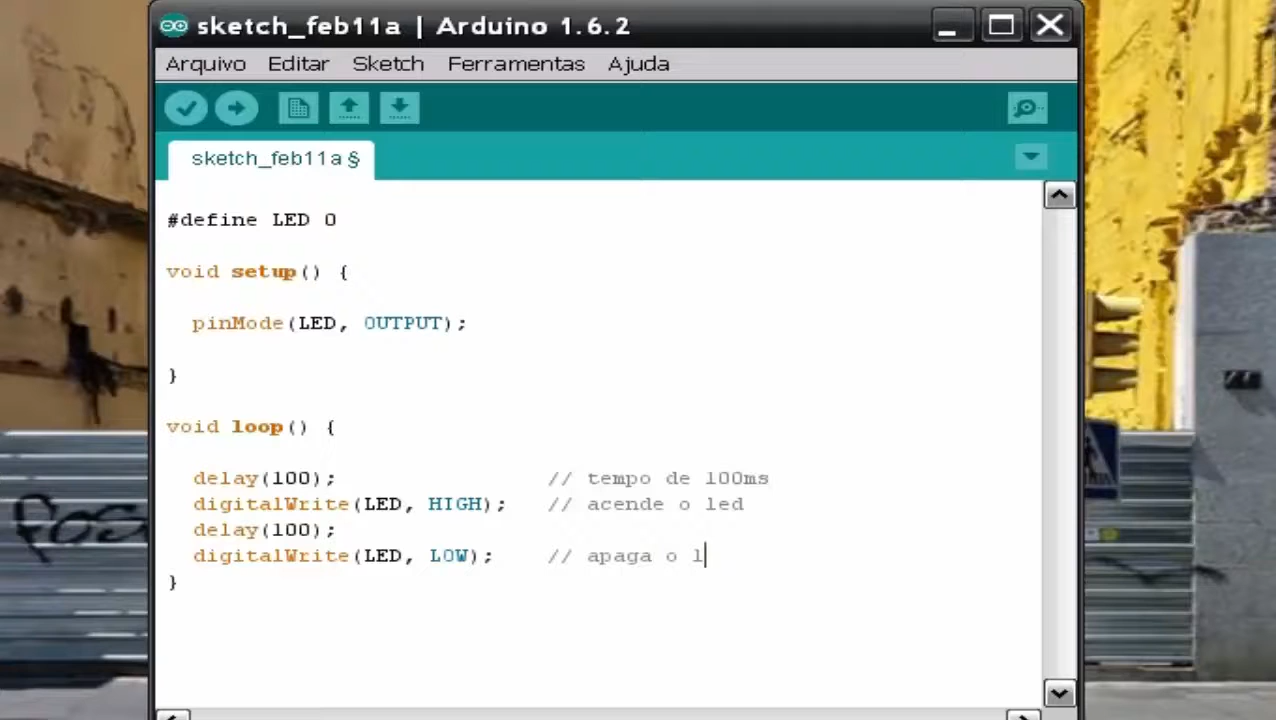 sketch_feb11a | Arduino 1.6.2
Arquivo Editar Sketch Ferramentas Ajuda
sketch_feb11a §
#define LED 0
void setup() {
pinMode(LED, OUTPUT);
}
void loop() {
delay(100); // tempo de 100ms
digitalWrite(LED, HIGH); // acende o led
delay(100);
digitalWrite(LED, LOW); // apaga o l
}